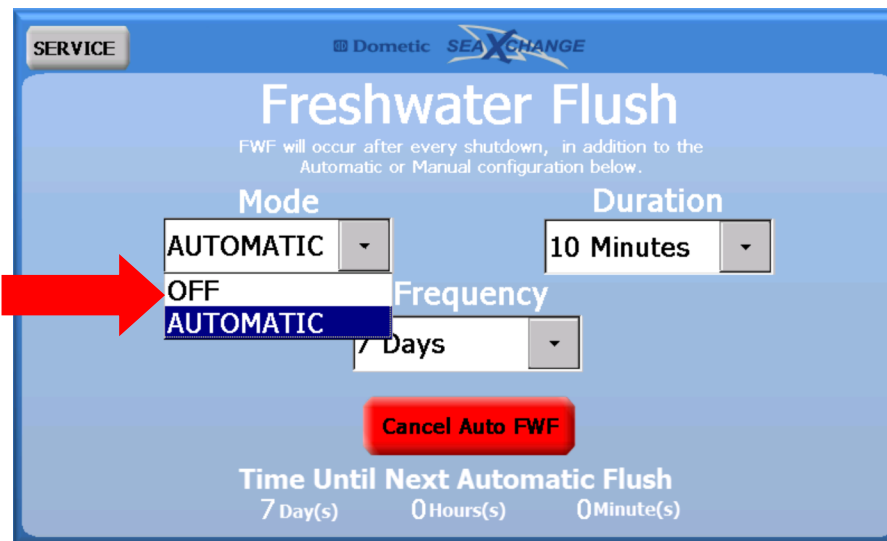 SERVICE
Dometic SEAXCHANGE
Freshwater Flush
FWF will occur after every shutdown, in addition to the
Automatic or Manual configuration below.
Mode
Duration
AUTOMATIC
10 Minutes
OFF
AUTOMATIC
Frequency
7 Days
Cancel Auto FWF
Time Until Next Automatic Flush
7 Day(s) 0 Hours(s) 0 Minute(s)